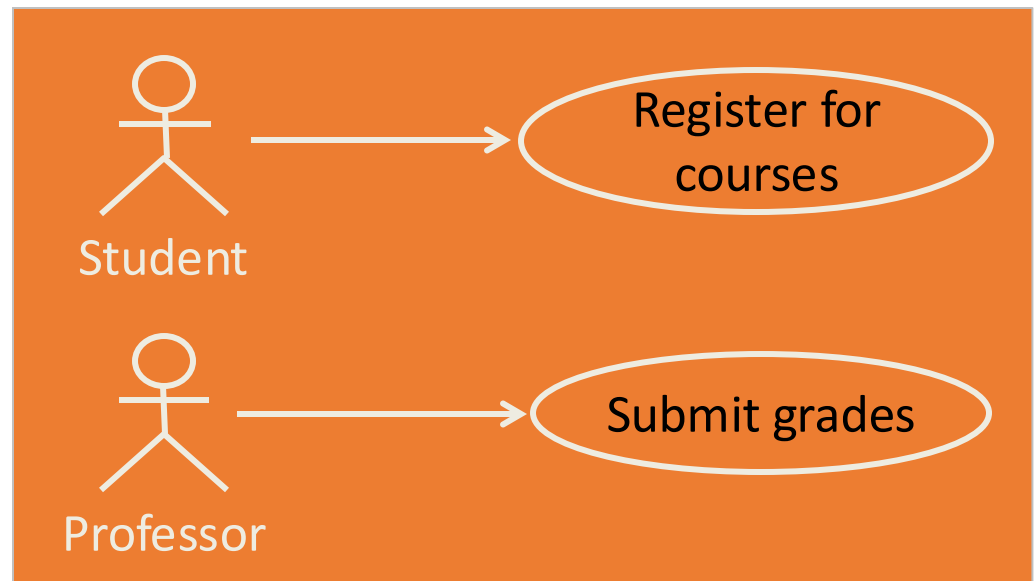 Register for
courses
Student
Submit grades
Professor